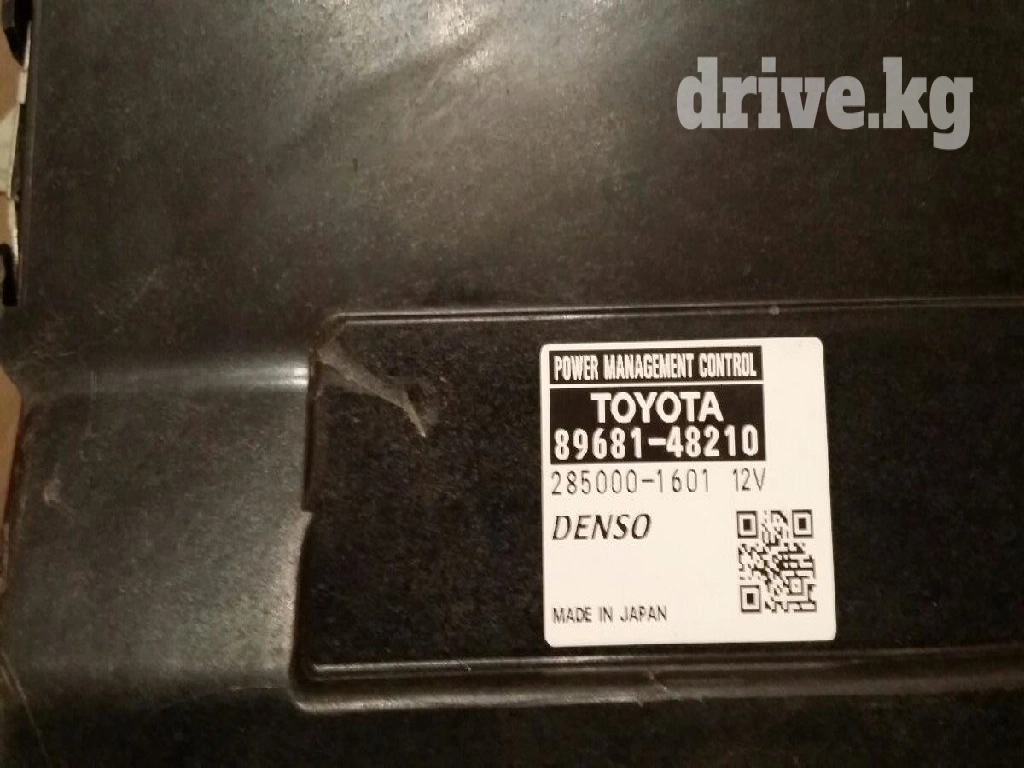 drive.kg
POWER MANAGEMENT CONTROL
TOYOTA
89681-48210
285000-1601 12V
DENSO
MADE IN JAPAN